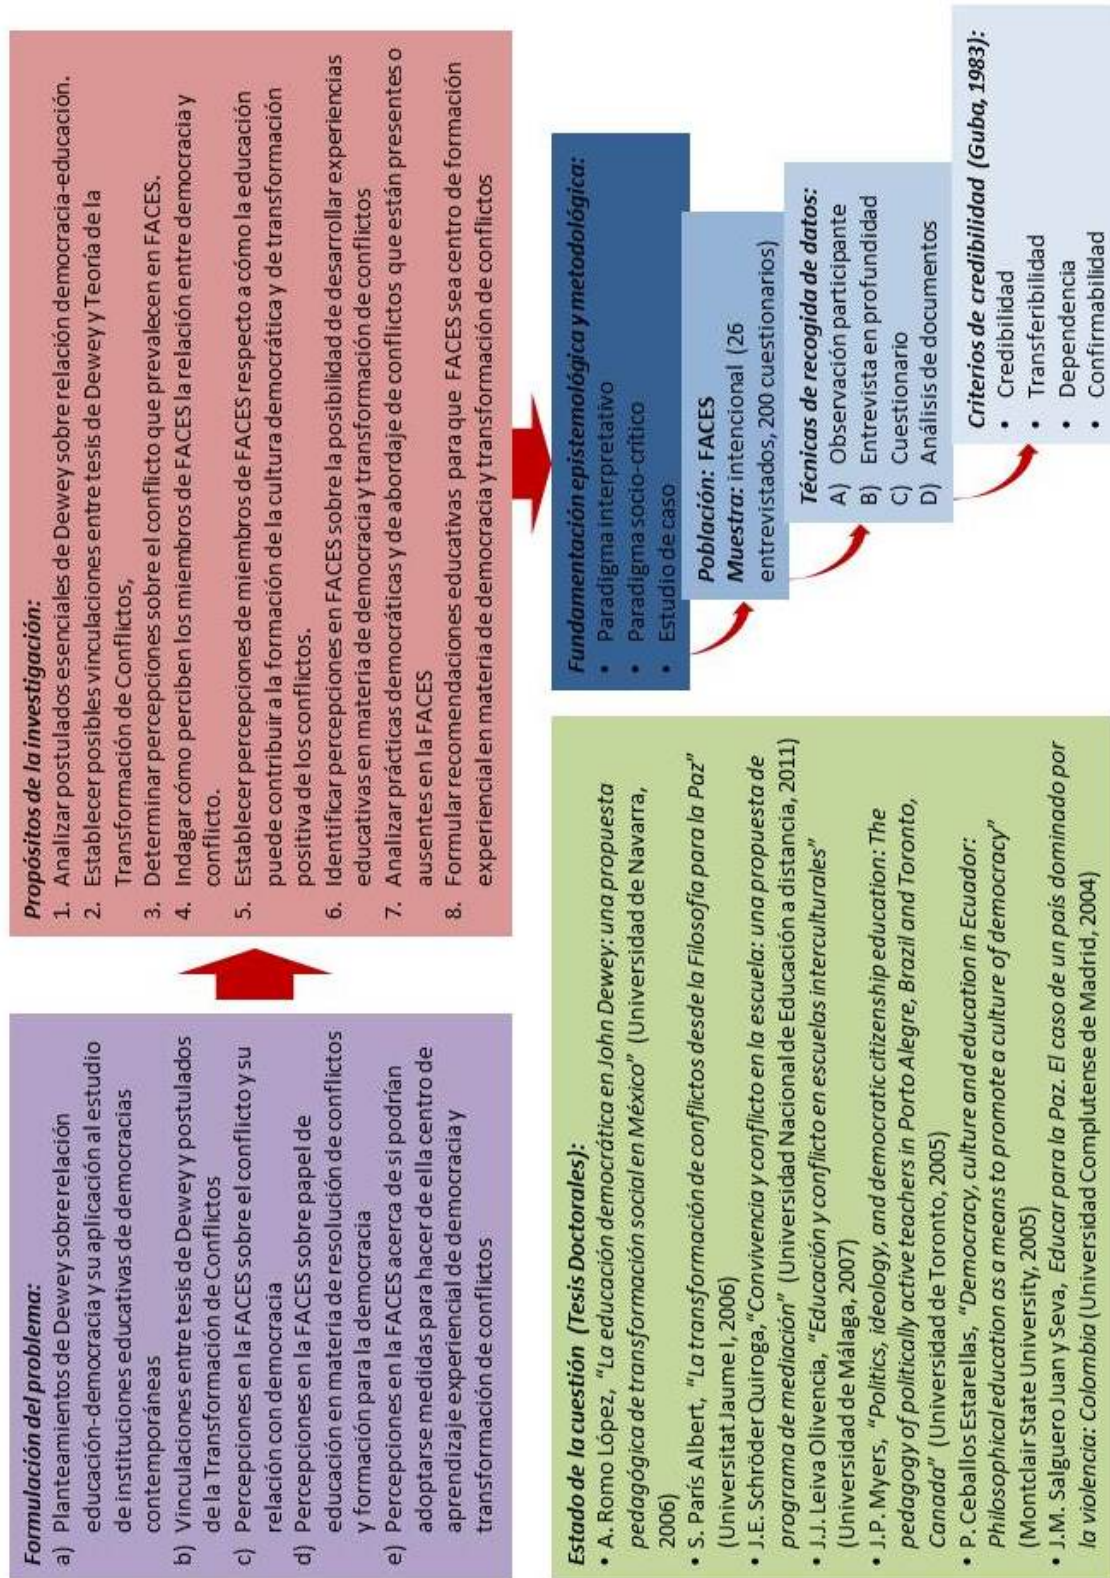 Formulación del problema:
a) Planteamientos de Dewey sobre relación
educación-democracia y su aplicación al estudio
de instituciones educativas de democracias
contemporáneas
b) Vinculaciones entre tesis de Dewey y postulados
de la Transformación de Conflictos
c) Percepciones en la FACES sobre el conflicto y su
relación con democracia
d) Percepciones en la FACES sobre papel de
educación en materia de resolución de conflictos
y formación para la democracia
e) Percepciones en la FACES acerca de si podrían
adoptarse medidas para hacer de ella centro de
aprendizaje experiencial de democracia y
transformación de conflictos
Propósitos de la investigación:
1. Analizar postulados esenciales de Dewey sobre relación democracia-educación.
2. Establecer posibles vinculaciones entre tesis de Dewey y Teoría de la
Transformación de Conflictos,
3. Determinar percepciones sobre el conflicto que prevalecen en FACES.
4. Indagar cómo perciben los miembros de FACES la relación entre democracia y
conflicto.
5. Establecer percepciones de miembros de FACES respecto a cómo la educación
puede contribuir a la formación de la cultura democrática y de transformación
positiva de los conflictos.
6. Identificar percepciones en FACES sobre la posibilidad de desarrollar experiencias
educativas en materia de democracia y transformación de conflictos
7. Analizar prácticas democráticas y de abordaje de conflictos que están presentes o
ausentes en la FACES
8. Formular recomendaciones educativas para que FACES sea centro de formación
experiencial en materia de democracia y transformación de conflictos
Estado de la cuestión (Tesis Doctorales):
• A. Romo López, "La educación democrática en John Dewey: una propuesta
pedagógica de transformación social en México" (Universidad de Navarra,
2006)
• S. París Albert, "La transformación de conflictos desde la Filosofía para la Paz"
(Universitat Jaume I, 2006)
• J.E. Schröder Quiroga, "Convivencia y conflicto en la escuela: una propuesta de
programa de mediación" (Universidad Nacional de Educación a distancia, 2011)
• J.J. Leiva Olivencia, "Educación y conflicto en escuelas interculturales"
(Universidad de Málaga, 2007)
• J.P. Myers, "Politics, ideology, and democratic citizenship education: The
pedagogy of politically active teachers in Porto Alegre, Brazil and Toronto,
Canada" (Universidad de Toronto, 2005)
• P. Ceballos Estarellas, "Democracy, culture and education in Ecuador:
Philosophical education as a means to promote a culture of democracy"
(Montclair State University, 2005)
• J.M. Salguero Juan y Seva, Educar para la Paz. El caso de un país dominado por
la violencia: Colombia (Universidad Complutense de Madrid, 2004)
Fundamentación epistemológica y metodológica:
• Paradigma interpretativo
• Paradigma socio-crítico
• Estudio de caso
Población: FACES
Muestra: intencional (26
entrevistados, 200 cuestionarios)
Técnicas de recogida de datos:
A) Observación participante
B) Entrevista en profundidad
C) Cuestionario
D) Análisis de documentos
Criterios de credibilidad (Guba, 1983):
• Credibilidad
• Transferibilidad
• Dependencia
• Confirmabilidad